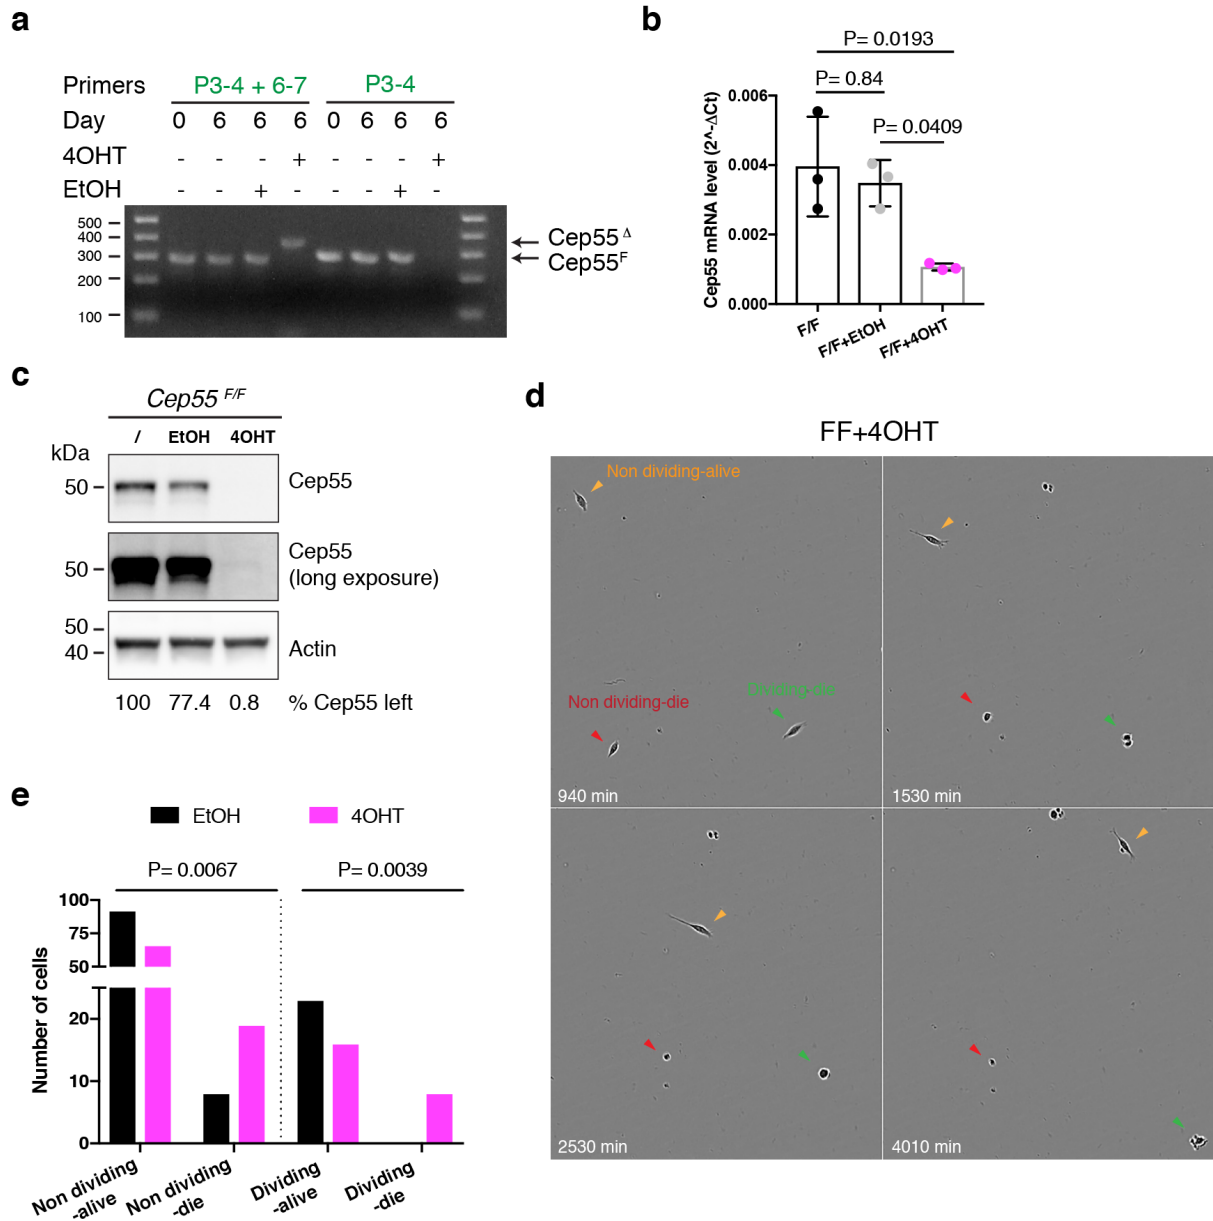 a
Primers P3-4 + 6-7 P3-4
Day 0 6 6 6 0 6 6 6
4OHT - - - + - - - +
EtOH - - + - - - + -
500
400
300
200
100
Cep55 Δ
Cep55F
b
P= 0.0193
P= 0.84
P= 0.0409
Cep55 mRNA level (2^-ΔCt)
0.006
0.004
0.002
0.000
F/F
F/F+EtOH
F/F+4OHT
c
Cep55 F/F
/ EtOH 4OHT
kDa
50
Cep55
50
Cep55
(long exposure)
50
40
Actin
100 77.4 0.8 % Cep55 left
d
FF+4OHT
Non dividing-alive
Non dividing-die
Dividing-die
940 min
1530 min
2530 min
4010 min
e
EtOH 4OHT
P= 0.0067 P= 0.0039
Number of cells
100
75
50
20
10
0
Non dividing
-alive
Non dividing
-die
Dividing
-alive
Dividing
-die